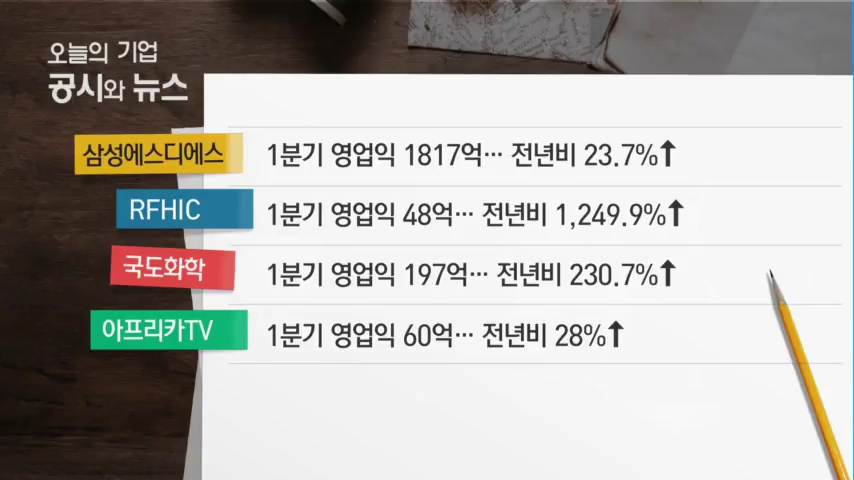 오늘의 기업
공시와 뉴스
삼성에스디에스 1분기 영업익 1817억… 전년비 23.7%↑
RFHIC 1분기 영업익 48억… 전년비 1,249.9%↑
국도화학 1분기 영업익 197억… 전년비 230.7%↑
아프리카TV 1분기 영업익 60억… 전년비 28%↑